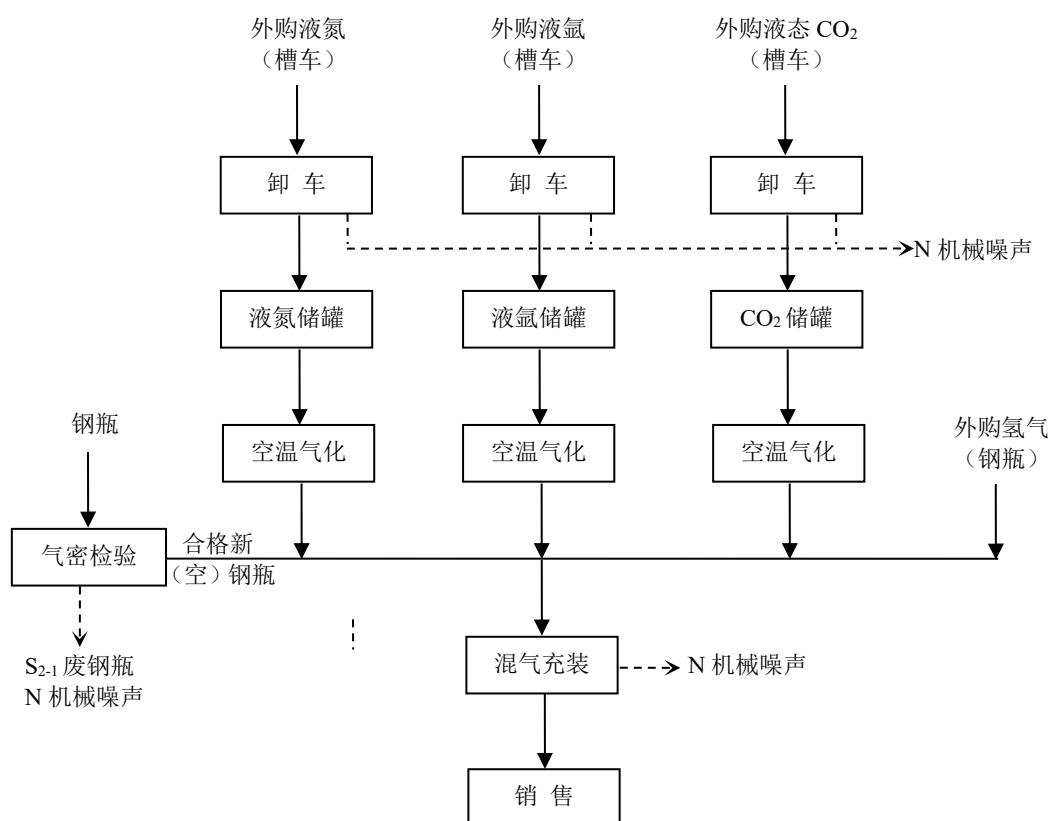 外购液氮
（槽车）
外购液氩
（槽车）
外购液态 CO₂
（槽车）
卸 车
卸 车
卸 车
N 机械噪声
液氮储罐
液氩储罐
CO₂ 储罐
钢瓶
空温气化
空温气化
空温气化
外购氢气
（钢瓶）
气密检验
合格新
（空）钢瓶
S₂₋₁ 废钢瓶
N 机械噪声
混气充装
N 机械噪声
销 售